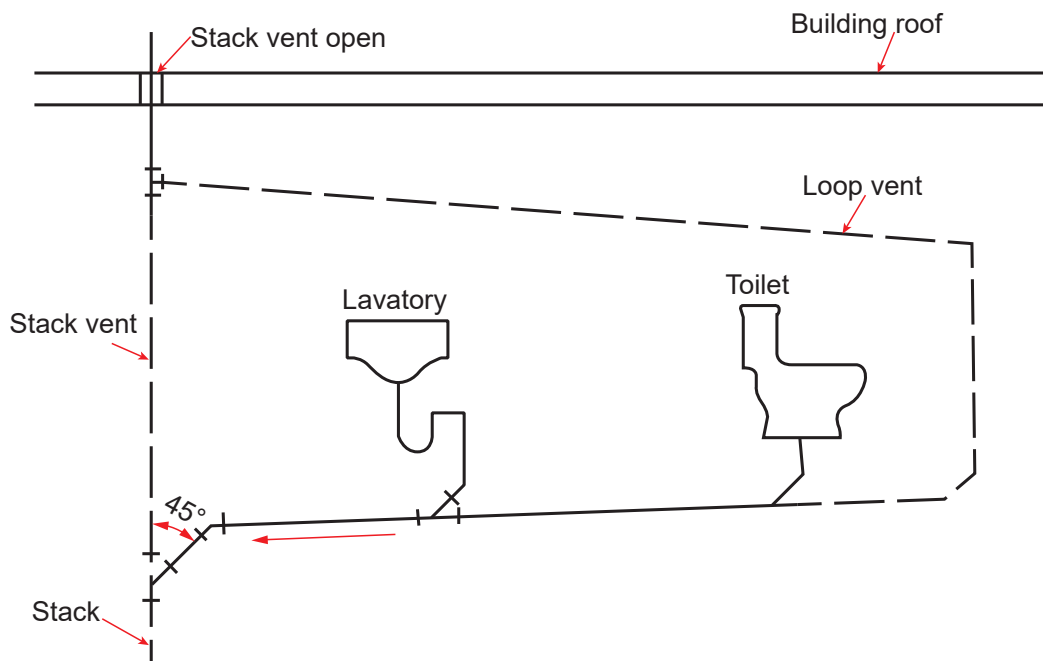 Building roof
Stack vent open
Loop vent
Toilet
Lavatory
Stack vent
45°
Stack